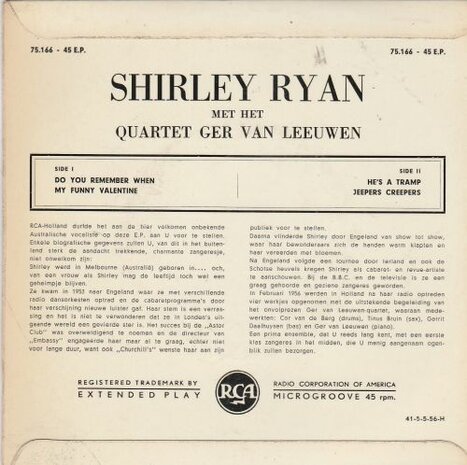 75.166 - 45 E.P.
75.166 - 45 E.P.
SHIRLEY RYAN
MET HET
QUARTET GER VAN LEEUWEN
SIDE I
DO YOU REMEMBER WHEN
MY FUNNY VALENTINE
SIDE II
HE'S A TRAMP
JEEPERS CREEPERS
RCA-Holland durfde het aan de hier volkomen onbekende
Australische vocaliste op deze E.P. aan U voor te stellen.
Enkele biografische gegevens zullen U, van dit in het buiten-
land sterk de aandacht trekkende, charmante zangeresje,
niet onwelkom zijn:
Shirley werd in Melbourne (Australië) geboren in.... och,
van een vrouw als Shirley mag de leeftijd toch wel een
geheimpje blijven.
Ze kwam in 1953 naar Engeland waar ze met verschillende
radio dansorkesten optrad en de cabaretprogramma's door
haar verschijning nieuw luister gaf. Haar stem is een verras-
sing en het is niet te verwonderen dat ze in Londa's uit-
gaande wereld een gevierde ster is. Het succes bij de „Astor
Club" was overweldigend te noemen en de directeur van
„Embassy" engageerde haar maar al te graag, echter niet
voor lange duur, want ook „Churchill's" wenste haar aan zijn
publiek voor te stellen.
Daarna vlinderde Shirley door Engeland van show tot show,
waar haar bewonderaars zich de handen warm klapten en
haar vereerden met bloemen.
Na Engeland volgde een tournee door Ierland en ook de
Schotse heuvels kregen Shirley als cabaret- en revue-artiste
te aanschouwen. Bij de B.B.C. en de televisie is ze een
graag gehoorde en geziene zangeres geworden.
In Februari 1956 werden in Holland na haar radio optreden
vier werkjes opgenomen met de uitstekende begeleiding van
het onvolprezen Ger van Leeuwen-quartet, waaraan mede-
werkten: Cor van de Berg (drums), Tinus Bruin (sax), Gerrit
Daalhuyzen (bas) en Ger van Leeuwen (piano).
Een prima ensemble, dat U reeds lang kent, met een eerste
klas zangeres in het midden, die U menig aangenaam ogen-
blik zullen bezorgen.
REGISTERED TRADEMARK BY
EXTENDED PLAY
RCA
RADIO CORPORATION OF AMERICA
MICROGROOVE 45 rpm.
41-5-5-56-H